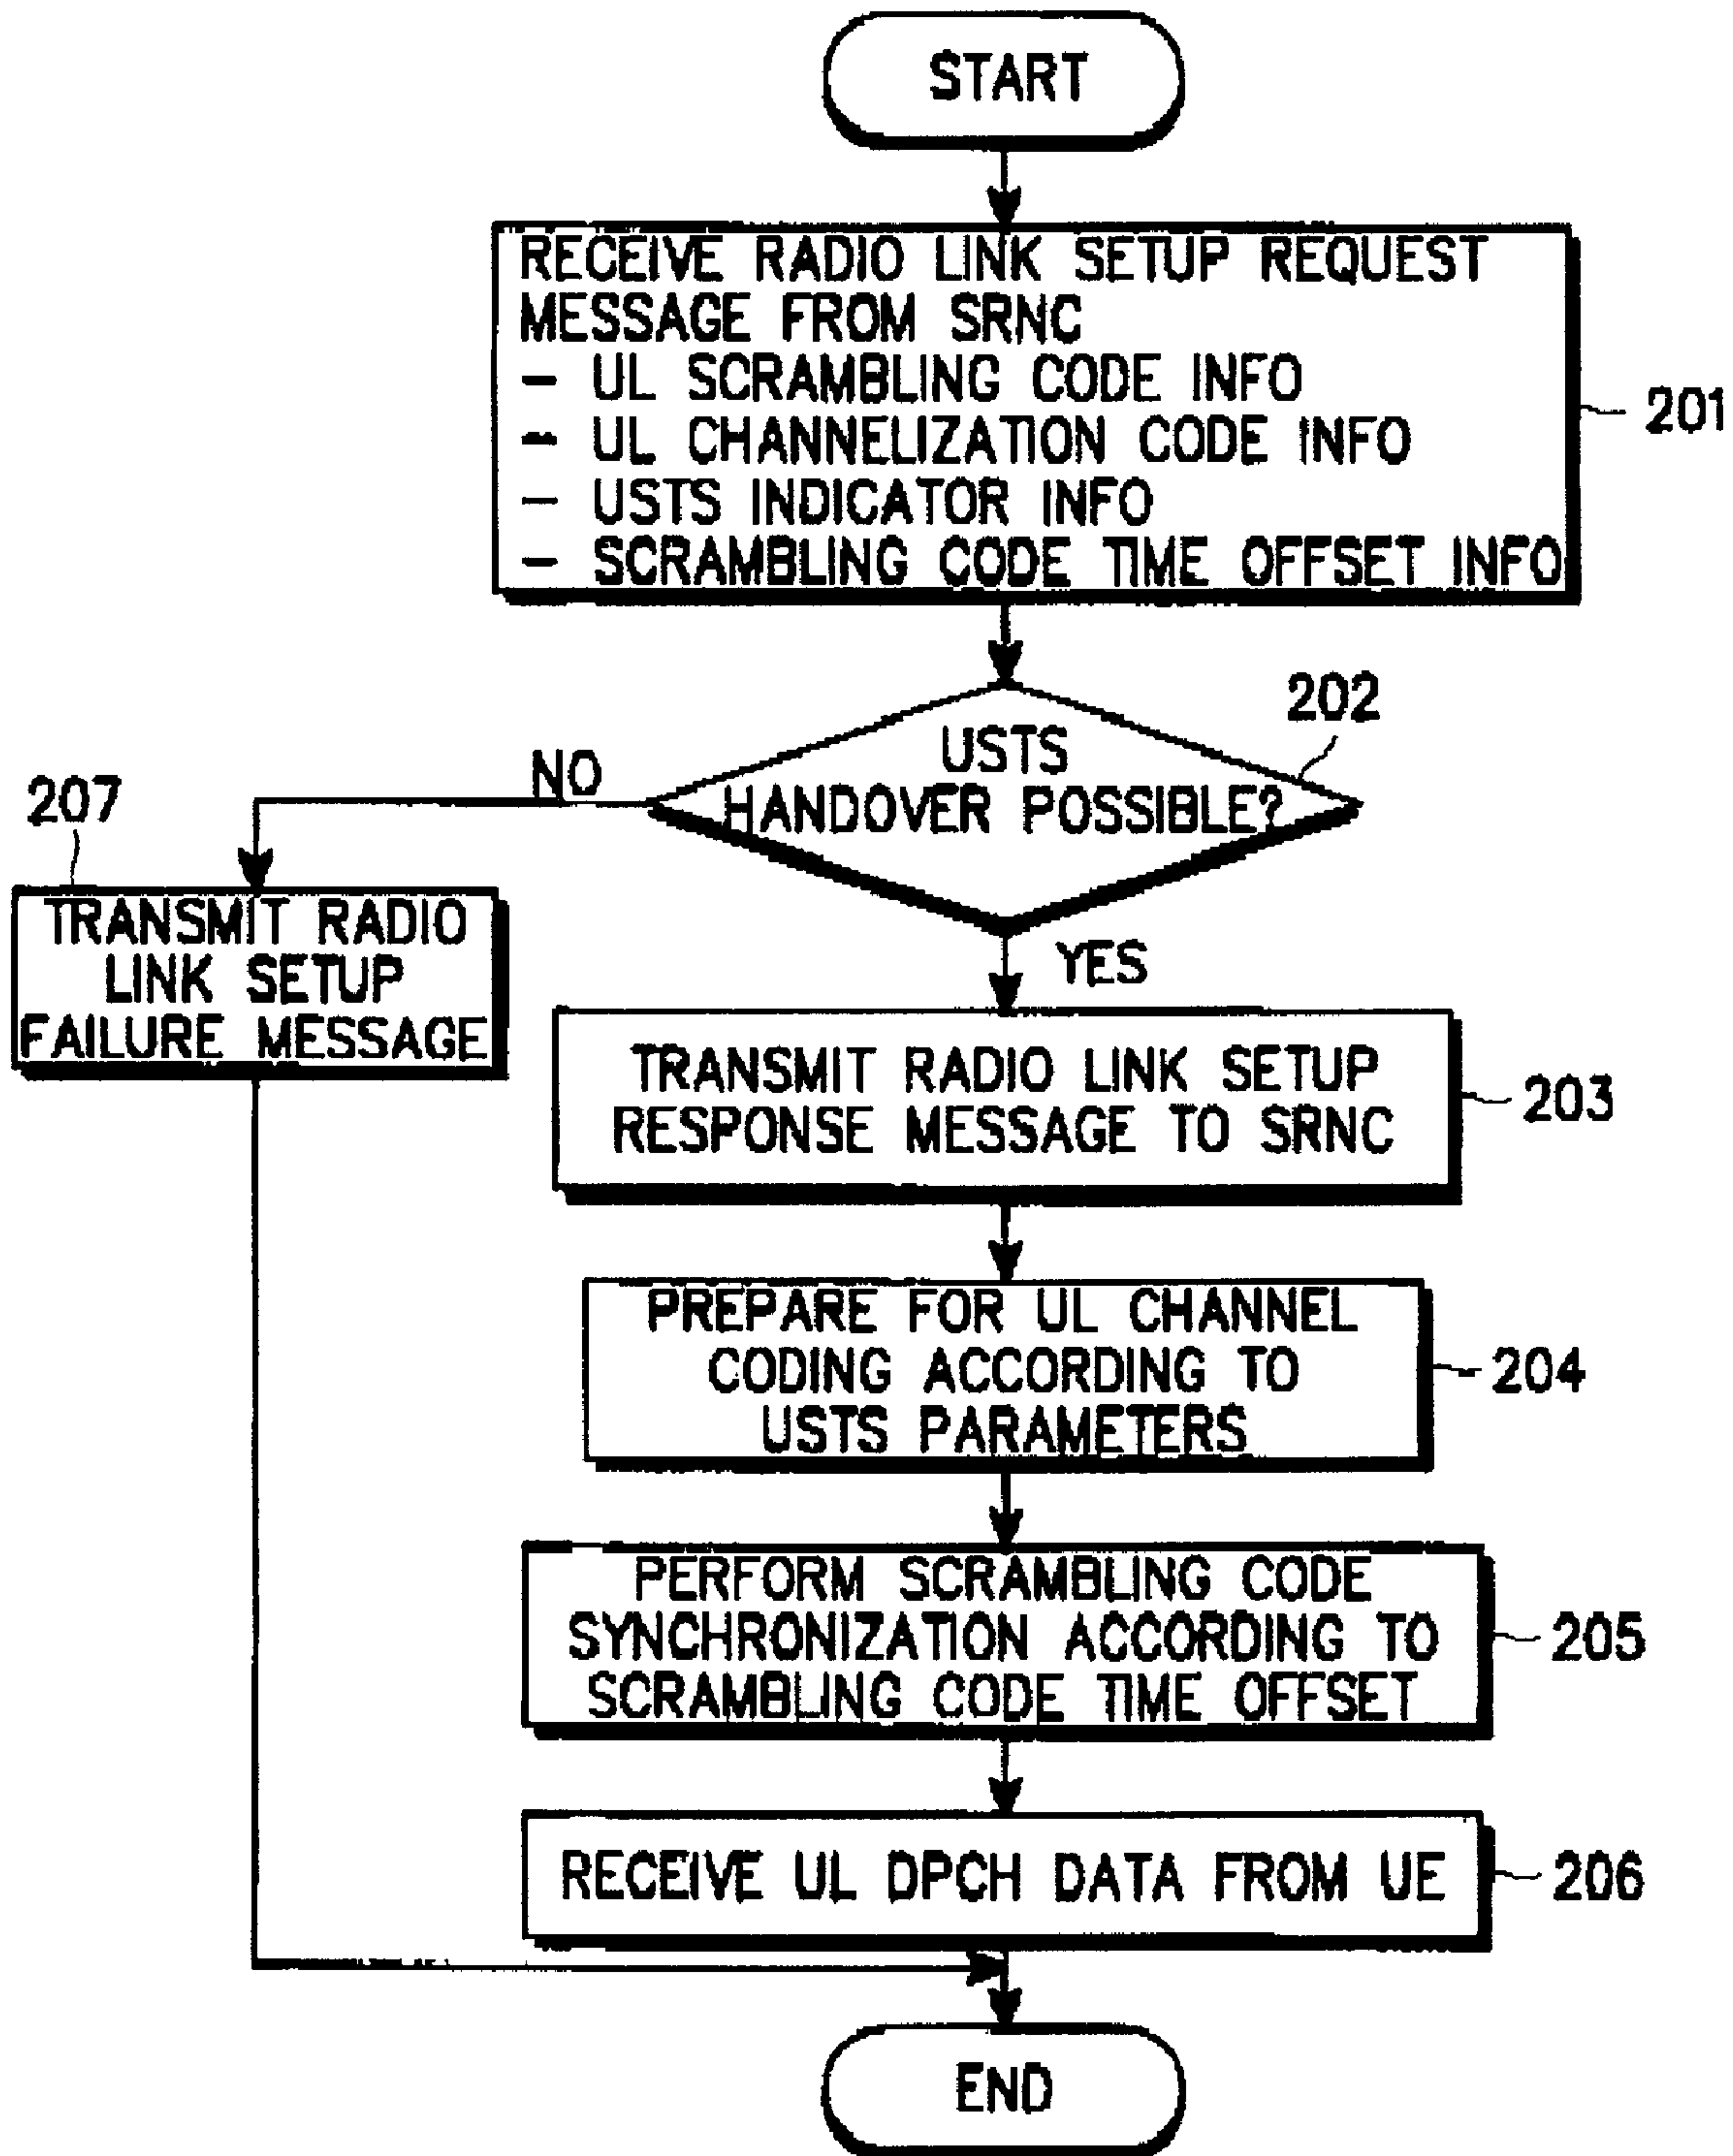 START
RECEIVE RADIO LINK SETUP REQUEST
MESSAGE FROM SRNC
- UL SCRAMBLING CODE INFO
- UL CHANNELIZATION CODE INFO
- USTS INDICATOR INFO
- SCRAMBLING CODE TIME OFFSET INFO
201
202
USTS
HANDOVER POSSIBLE?
NO
207
TRANSMIT RADIO
LINK SETUP
FAILURE MESSAGE
YES
TRANSMIT RADIO LINK SETUP
RESPONSE MESSAGE TO SRNC
203
PREPARE FOR UL CHANNEL
CODING ACCORDING TO
USTS PARAMETERS
204
PERFORM SCRAMBLING CODE
SYNCHRONIZATION ACCORDING TO
SCRAMBLING CODE TIME OFFSET
205
RECEIVE UL DPCH DATA FROM UE
206
END